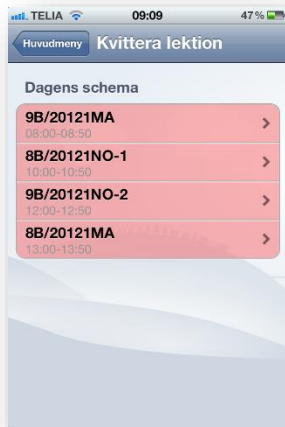 TELIA 09:09 47 %
Huvudmeny Kvittera lektion
Dagens schema
9B/20121MA
08:00-08:50
8B/20121NO-1
10:00-10:50
9B/20121NO-2
12:00-12:50
8B/20121MA
13:00-13:50